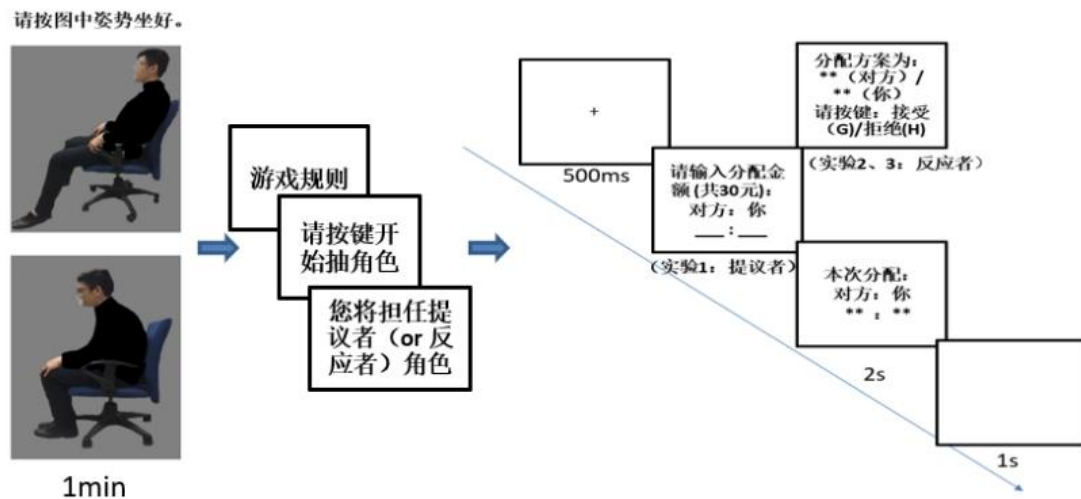 请按图中姿势坐好。
1min
游戏规则
请按键开
始抽角色
您将担任提
议者（or 反
应者）角色
+
500ms
请输入分配金
额 (共30元):
对方：你
___ : ___
（实验1：提议者）
分配方案为：
** （对方）/
** （你）
请按键：接受
（G)/拒绝(H)
（实验2、3：反应者）
本次分配：
对方：你
** : **
2s
1s